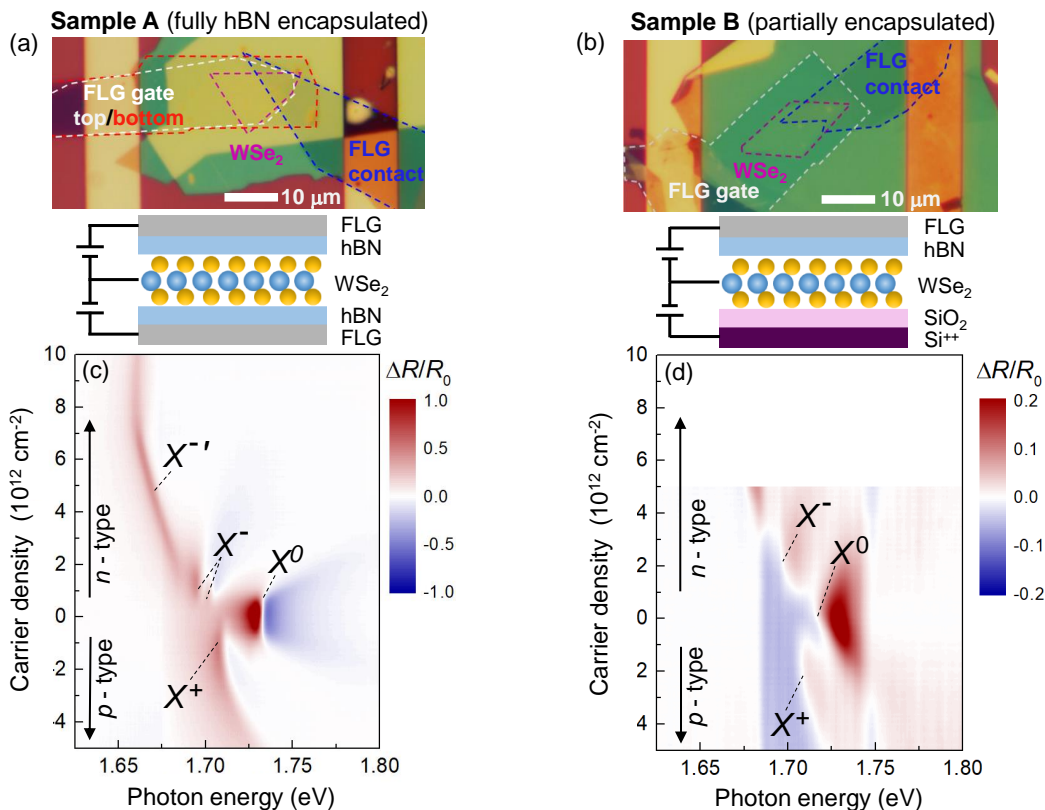 Sample A (fully hBN encapsulated)
Sample B (partially encapsulated)
(a)
FLG gate
top/bottom
WSe₂
FLG
contact
10 μm
(b)
FLG
contact
WSe₂
FLG gate
10 μm
FLG
hBN
WSe₂
hBN
FLG
FLG
hBN
WSe₂
SiO₂
Si⁺⁺
(c)
ΔR/R₀
1.0
0.5
0.0
-0.5
-1.0
10
8
6
4
2
0
2
4
Carrier density (10¹² cm⁻²)
n - type
p - type
X⁻′
X⁻
X⁰
X⁺
1.65
1.70
1.75
1.80
Photon energy (eV)
(d)
ΔR/R₀
0.2
0.1
0.0
-0.1
-0.2
10
8
6
4
2
0
2
4
Carrier density (10¹² cm⁻²)
n - type
p - type
X⁻
X⁰
X⁺
1.65
1.70
1.75
1.80
Photon energy (eV)